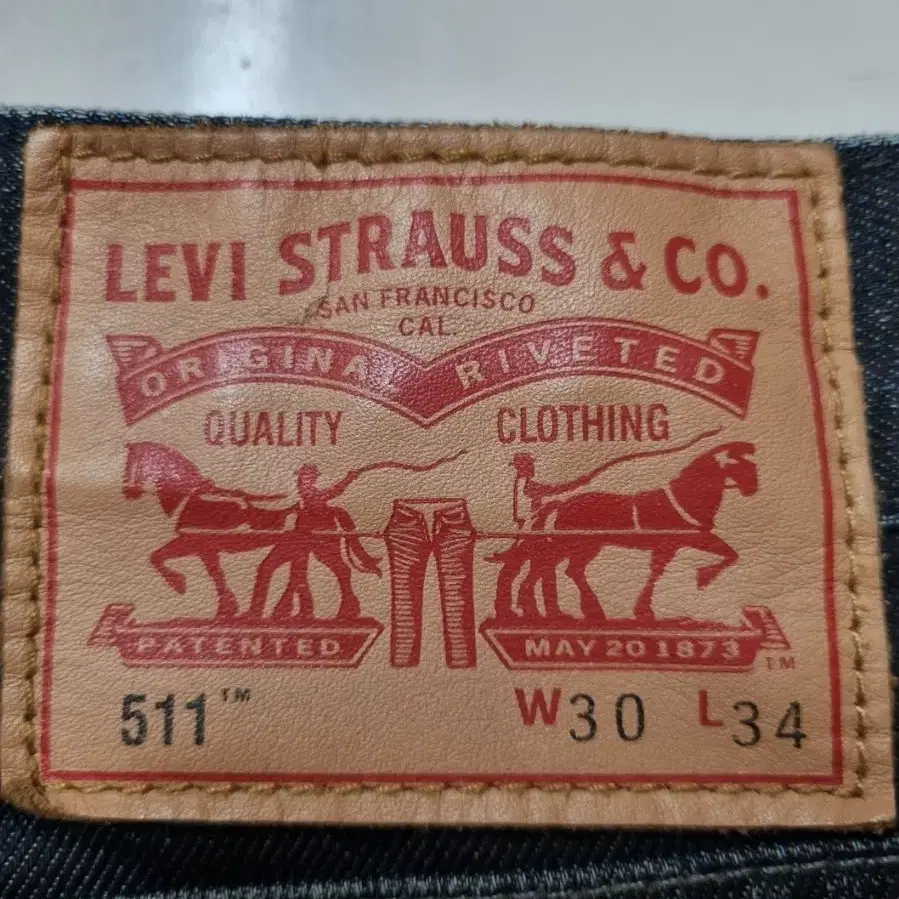 LEVI STRAUSS & CO.
SAN FRANCISCO
CAL.
ORIGINAL RIVETED
QUALITY CLOTHING
PATENTED MAY 20 1873 TM
511™ W30 L34